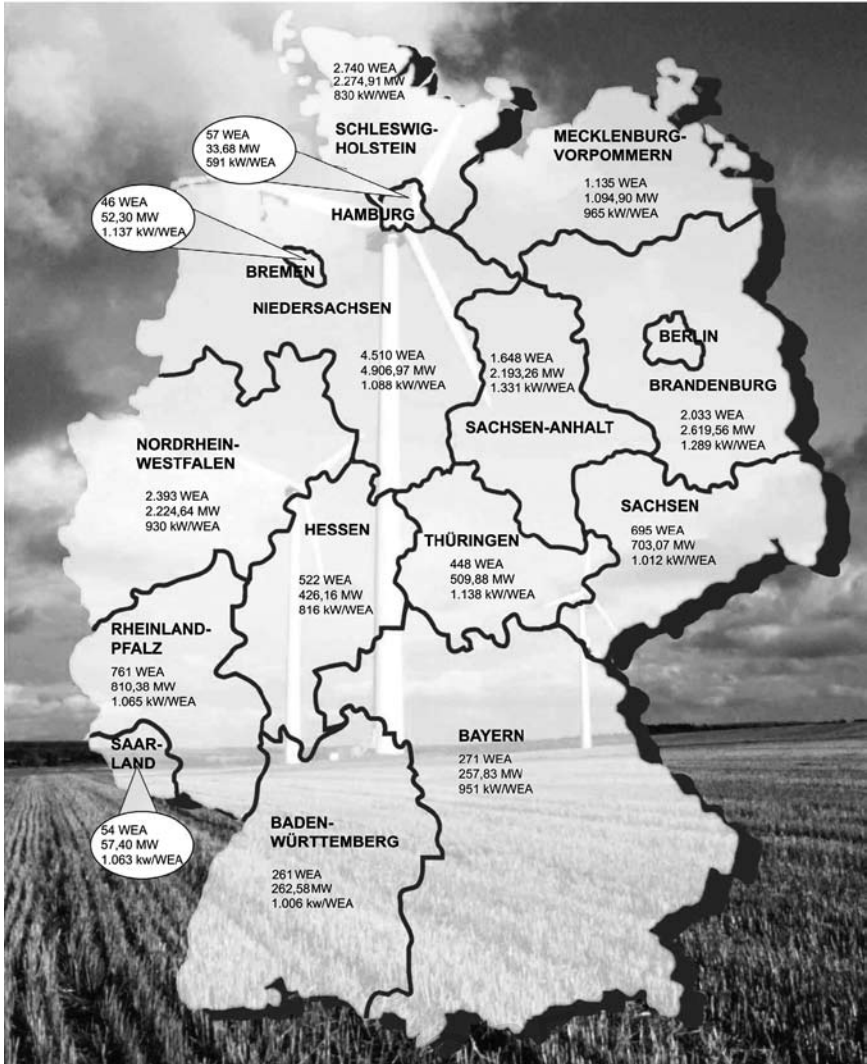 2.740 WEA
2.274,91 MW
830 kW/WEA
SCHLESWIG-
HOLSTEIN
57 WEA
33,68 MW
591 kW/WEA
HAMBURG
MECKLENBURG-
VORPOMMERN
1.135 WEA
1.094,90 MW
965 kW/WEA
46 WEA
52,30 MW
1.137 kW/WEA
BREMEN
NIEDERSACHSEN
4.510 WEA
4.906,97 MW
1.088 kW/WEA
1.648 WEA
2.193,26 MW
1.331 kW/WEA
SACHSEN-ANHALT
BERLIN
BRANDENBURG
2.033 WEA
2.619,56 MW
1.289 kW/WEA
NORDRHEIN-
WESTFALEN
2.393 WEA
2.224,64 MW
930 kW/WEA
HESSEN
522 WEA
426,16 MW
816 kW/WEA
THÜRINGEN
448 WEA
509,88 MW
1.138 kW/WEA
SACHSEN
695 WEA
703,07 MW
1.012 kW/WEA
RHEINLAND-
PFALZ
761 WEA
810,38 MW
1.065 kW/WEA
SAAR-
LAND
54 WEA
57,40 MW
1.063 kw/WEA
BAYERN
271 WEA
257,83 MW
951 kW/WEA
BADEN-
WÜRTTEMBERG
261 WEA
262,58 MW
1.006 kw/WEA